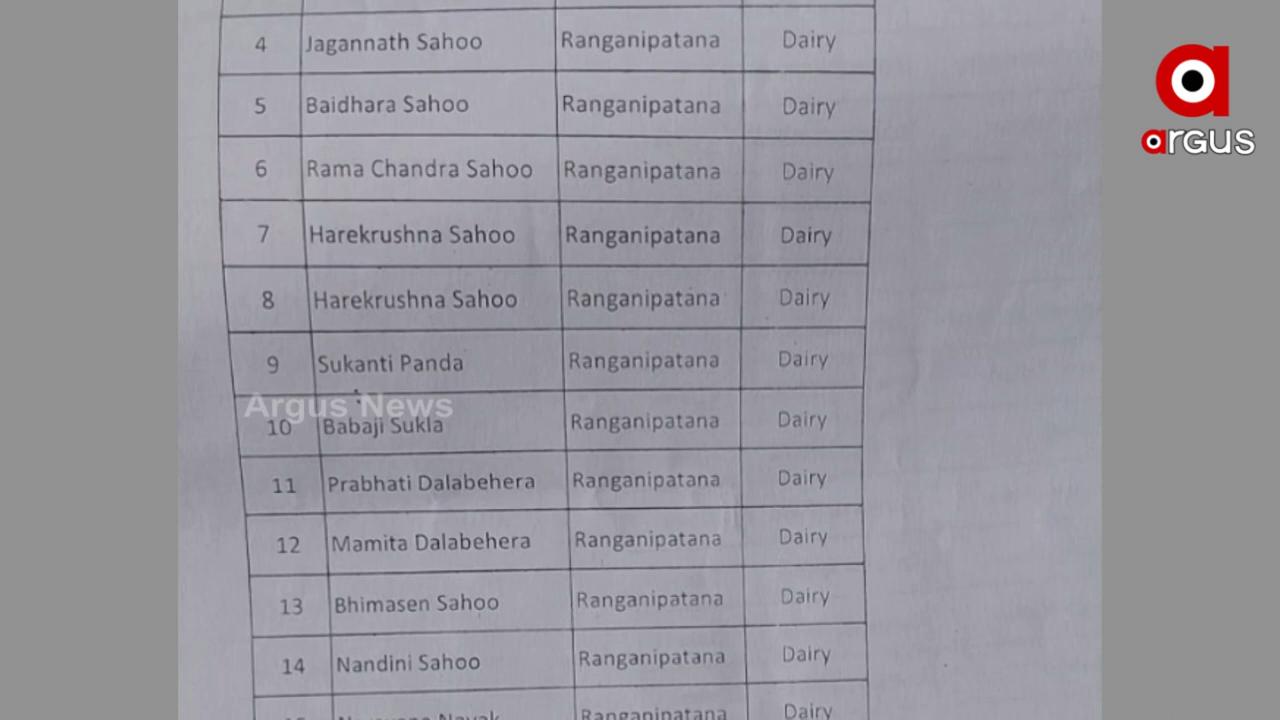 4 Jagannath Sahoo Ranganipatana Dairy
5 Baidhara Sahoo Ranganipatana Dairy
6 Rama Chandra Sahoo Ranganipatana Dairy
7 Harekrushna Sahoo Ranganipatana Dairy
8 Harekrushna Sahoo Ranganipatana Dairy
9 Sukanti Panda Ranganipatana Dairy
10 Babaji Sukla Ranganipatana Dairy
11 Prabhati Dalabehera Ranganipatana Dairy
12 Mamita Dalabehera Ranganipatana Dairy
13 Bhimasen Sahoo Ranganipatana Dairy
14 Nandini Sahoo Ranganipatana Dairy
Ranganipatana Dairy
Argus News
argus